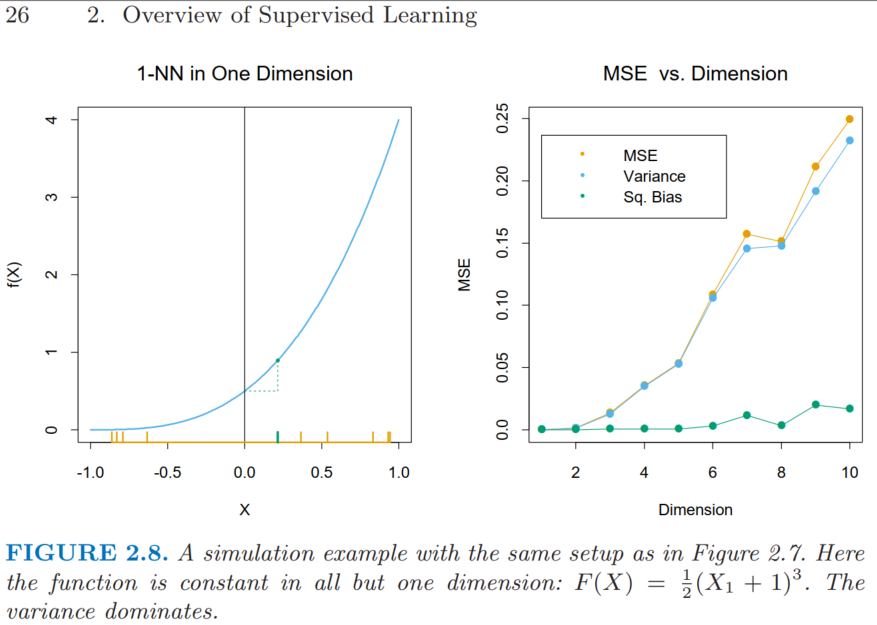 26 2. Overview of Supervised Learning
1-NN in One Dimension
f(X)
4
3
2
1
0
-1.0 -0.5 0.0 0.5 1.0
X
MSE vs. Dimension
MSE
0.25
0.20
0.15
0.10
0.05
0.0
MSE
Variance
Sq. Bias
2 4 6 8 10
Dimension
FIGURE 2.8. A simulation example with the same setup as in Figure 2.7. Here
the function is constant in all but one dimension: F(X) = ½(X₁ + 1)³. The
variance dominates.